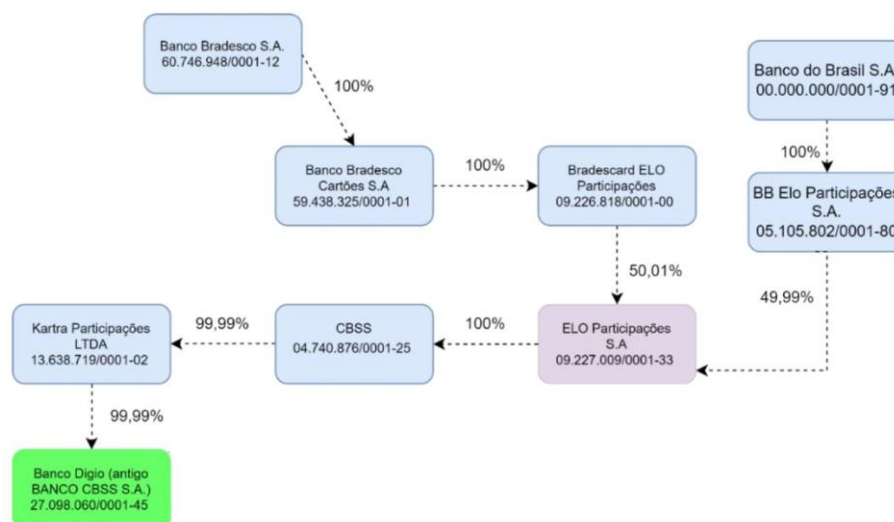 Banco Bradesco S.A.
60.746.948/0001-12
100%
Banco do Brasil S.A.
00.000.000/0001-91
100%
Banco Bradesco
Cartões S.A
59.438.325/0001-01
100%
Bradescard ELO
Participações
09.226.818/0001-00
BB Elo Participações
S.A.
05.105.802/0001-80
50,01%
49,99%
Kartra Participações
LTDA
13.638.719/0001-02
99,99%
CBSS
04.740.876/0001-25
100%
ELO Participações
S.A
09.227.009/0001-33
99,99%
Banco Digio (antigo
BANCO CBSS S.A.)
27.098.060/0001-45